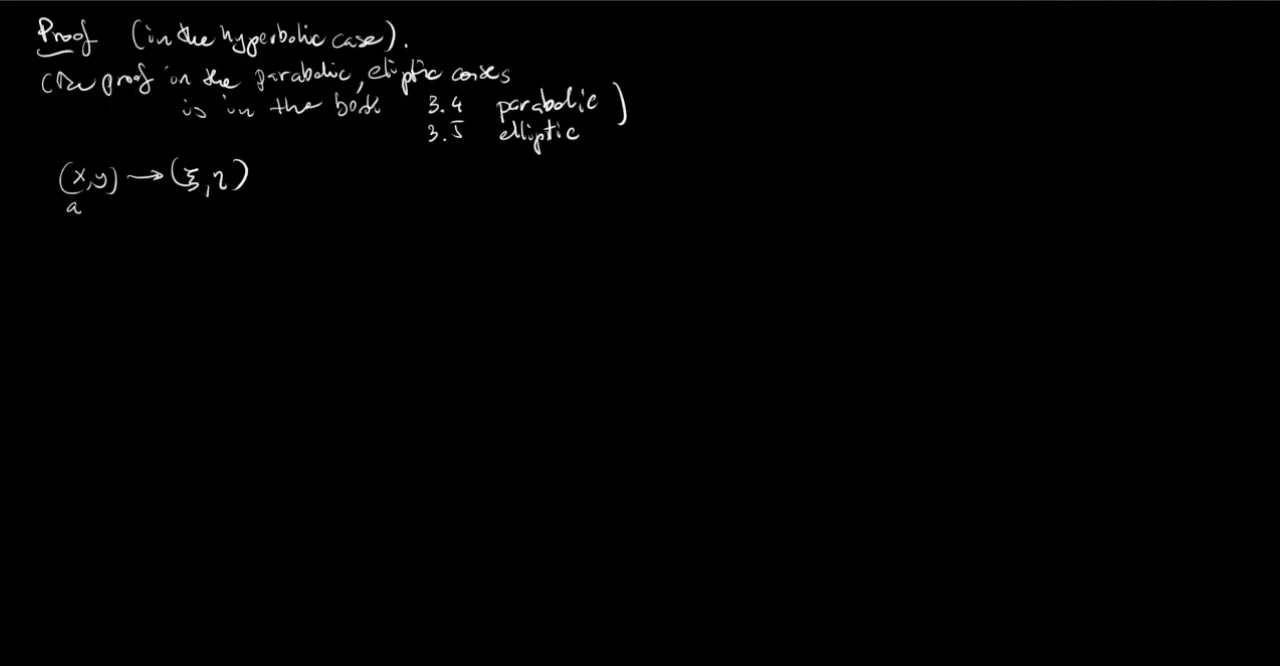 Proof (in the hyperbolic case).
(The proof in the parabolic, eliptic cases
is in the book 3.4 parabolic )
3.5 elliptic
(x,y) → (ξ,η)
a